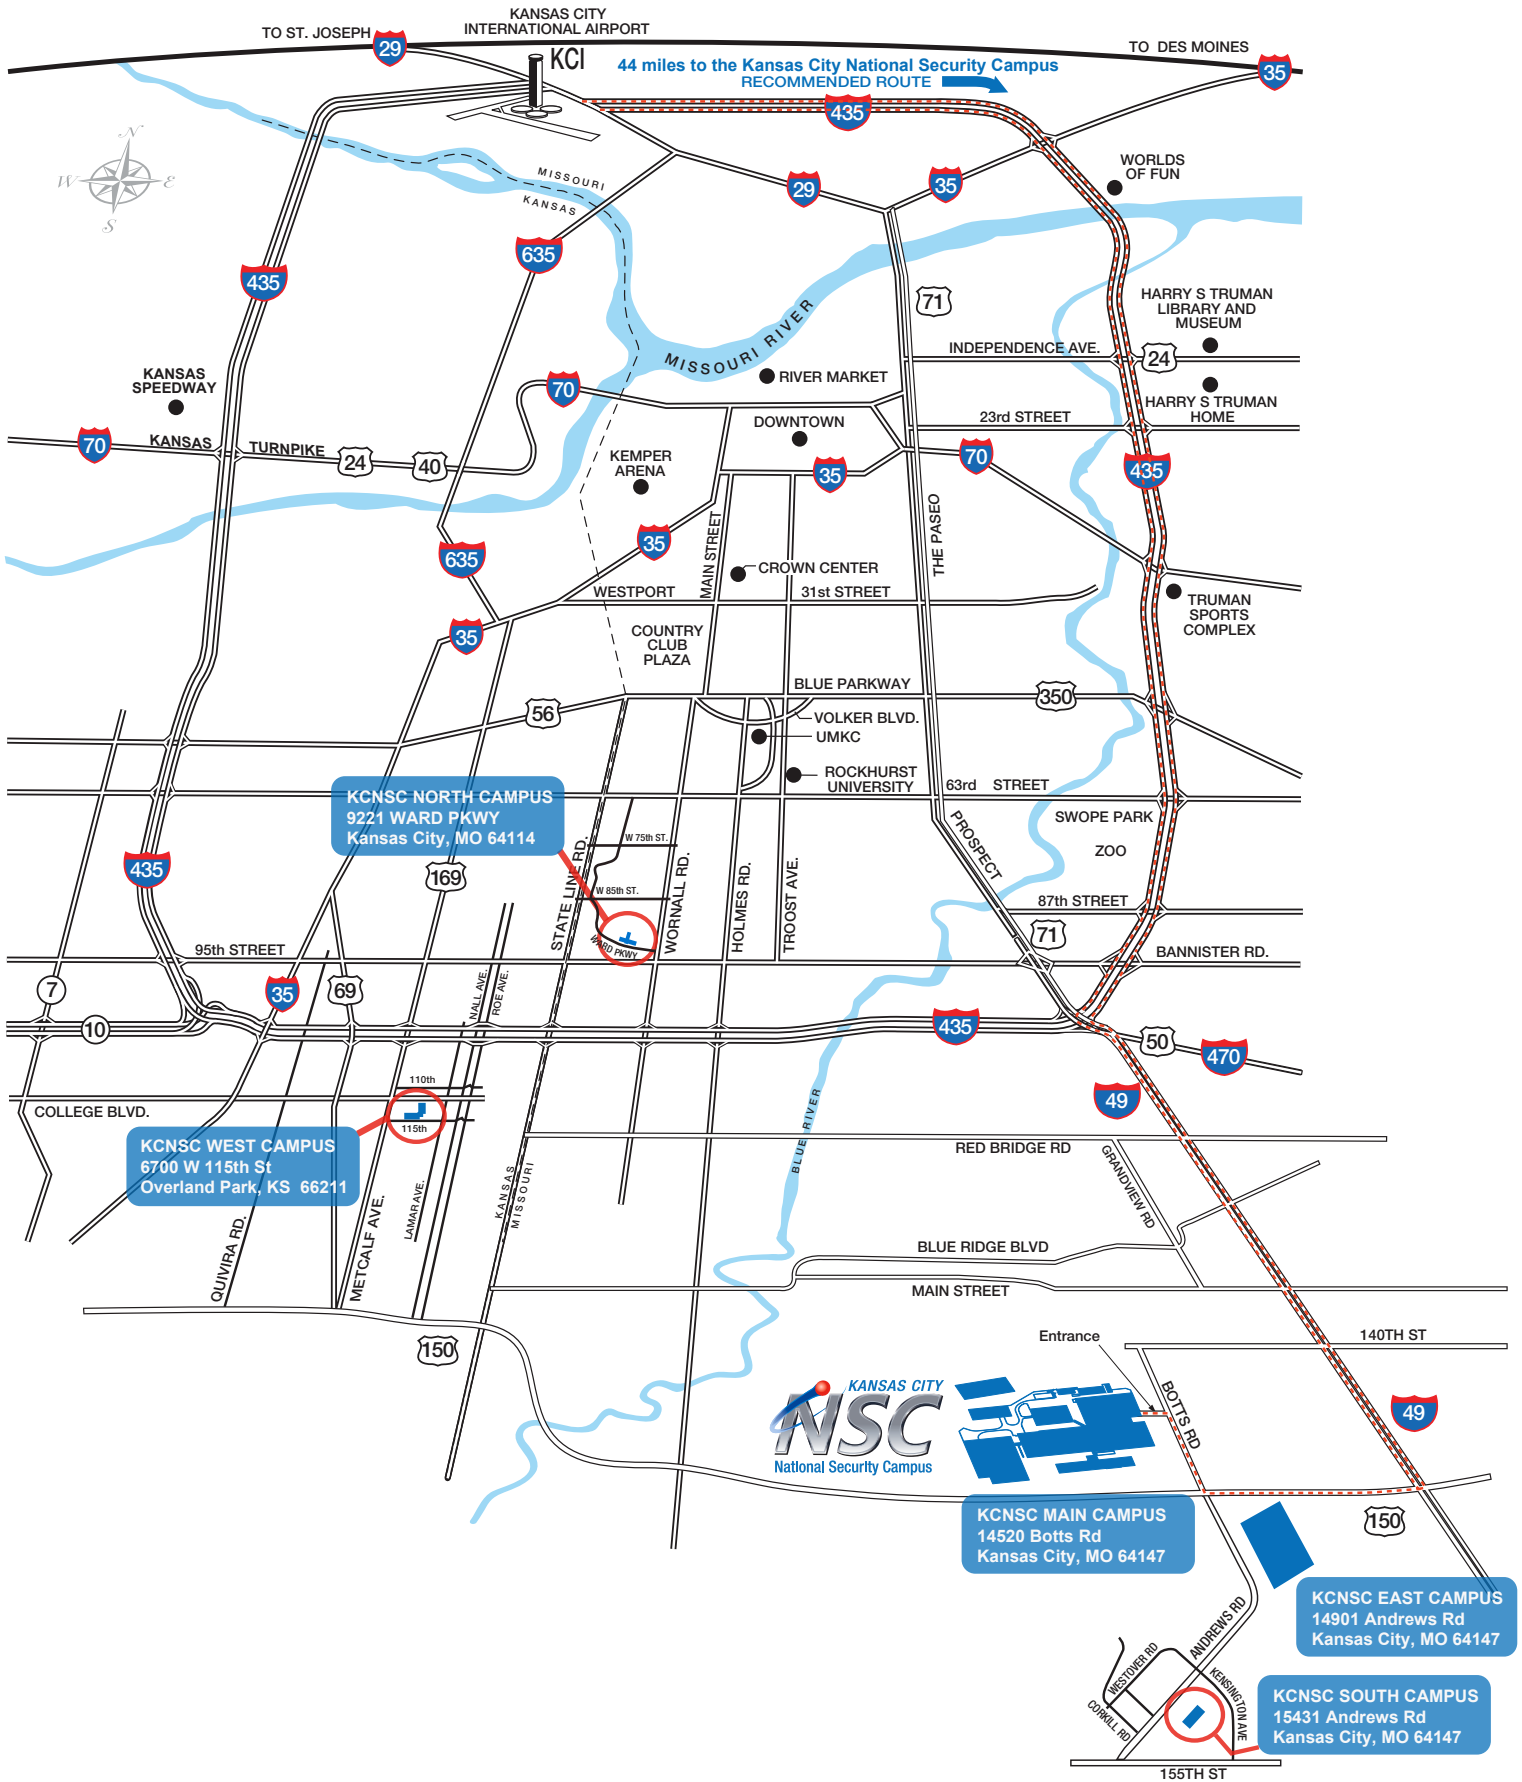 KANSAS CITY
INTERNATIONAL AIRPORT
TO ST. JOSEPH
29
KCI
TO DES MOINES
35
44 miles to the Kansas City National Security Campus
RECOMMENDED ROUTE
435
N
W
E
S
MISSOURI
KANSAS
29
35
WORLDS
OF FUN
635
435
71
HARRY S TRUMAN
LIBRARY AND
MUSEUM
MISSOURI RIVER
INDEPENDENCE AVE.
24
KANSAS
SPEEDWAY
70
RIVER MARKET
HARRY S TRUMAN
HOME
DOWNTOWN
23rd STREET
70
KANSAS
TURNPIKE
24
40
KEMPER
ARENA
35
70
435
35
MAIN STREET
THE PASEO
635
CROWN CENTER
WESTPORT
31st STREET
TRUMAN
SPORTS
COMPLEX
35
COUNTRY
CLUB
PLAZA
BLUE PARKWAY
350
56
VOLKER BLVD.
UMKC
ROCKHURST
UNIVERSITY
63rd STREET
KCNSC NORTH CAMPUS
9221 WARD PKWY
Kansas City, MO 64114
SWOPE PARK
ZOO
PROSPECT
W 75th ST.
435
169
STATE LINE RD.
W 85th ST.
WORNALL RD.
HOLMES RD.
TROOST AVE.
87th STREET
71
WARD PKWY
95th STREET
BANNISTER RD.
7
35
69
NALL AVE.
ROE AVE.
10
435
50
470
110th
49
COLLEGE BLVD.
115th
KCNSC WEST CAMPUS
6700 W 115th St
Overland Park, KS 66211
BLUE RIVER
RED BRIDGE RD
GRANDVIEW RD
KANSAS
MISSOURI
LAMAR AVE.
QUIVIRA RD.
METCALF AVE.
BLUE RIDGE BLVD
MAIN STREET
150
Entrance
140TH ST
KANSAS CITY
NSC
National Security Campus
BOTTS RD
49
KCNSC MAIN CAMPUS
14520 Botts Rd
Kansas City, MO 64147
150
KCNSC EAST CAMPUS
14901 Andrews Rd
Kansas City, MO 64147
ANDREWS RD
WESTOVER RD
CORKILL RD
KENSINGTON AVE
KCNSC SOUTH CAMPUS
15431 Andrews Rd
Kansas City, MO 64147
155TH ST